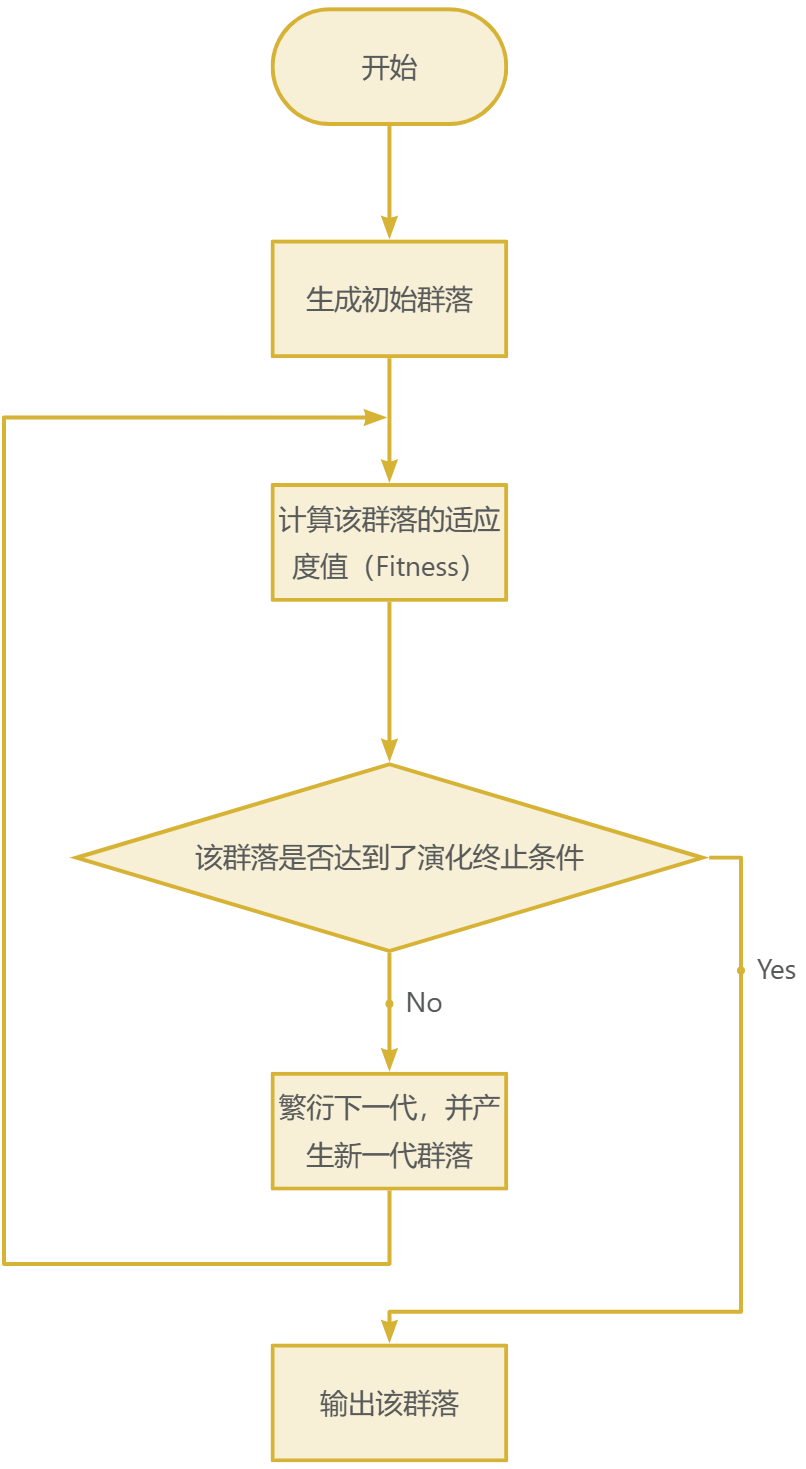 开始
生成初始群落
计算该群落的适应
度值（Fitness）
该群落是否达到了演化终止条件
Yes
No
繁衍下一代，并产
生新一代群落
输出该群落